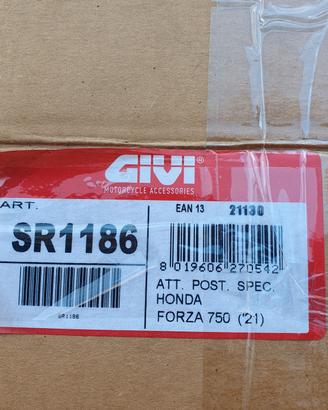 GIVI®
MOTORCYCLE ACCESSORIES
ART.
SR1186
SR1186
EAN 13 21130
8 019606 270542
ATT. POST. SPEC.
HONDA
FORZA 750 ('21)